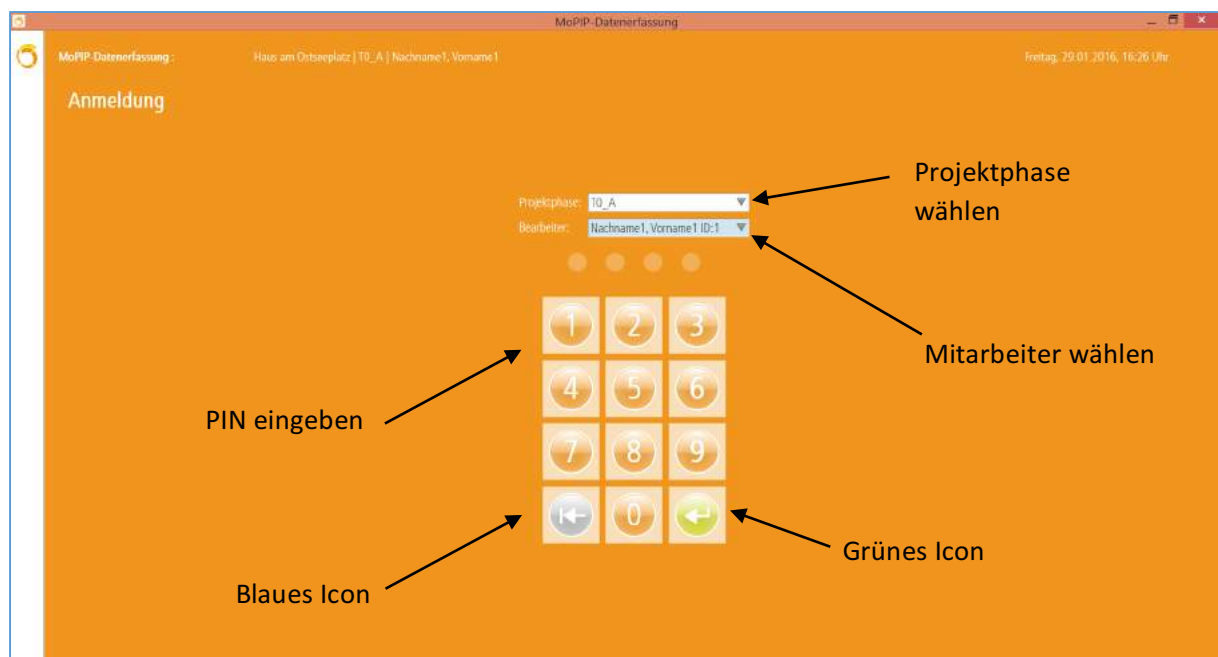 MoPIP-Datenerfassung
MoPIP-Datenerfassung : Haus am Ostseeplatz | T0_A | Nachname1, Vorname1 Freitag, 29.01.2016, 16:26 Uhr
Anmeldung
Projektphase
wählen
Projektphase: T0_A
Bearbeiter: Nachname1, Vorname1 ID:1
1 2 3
Mitarbeiter wählen
4 5 6
PIN eingeben
7 8 9
0
Grünes Icon
Blaues Icon